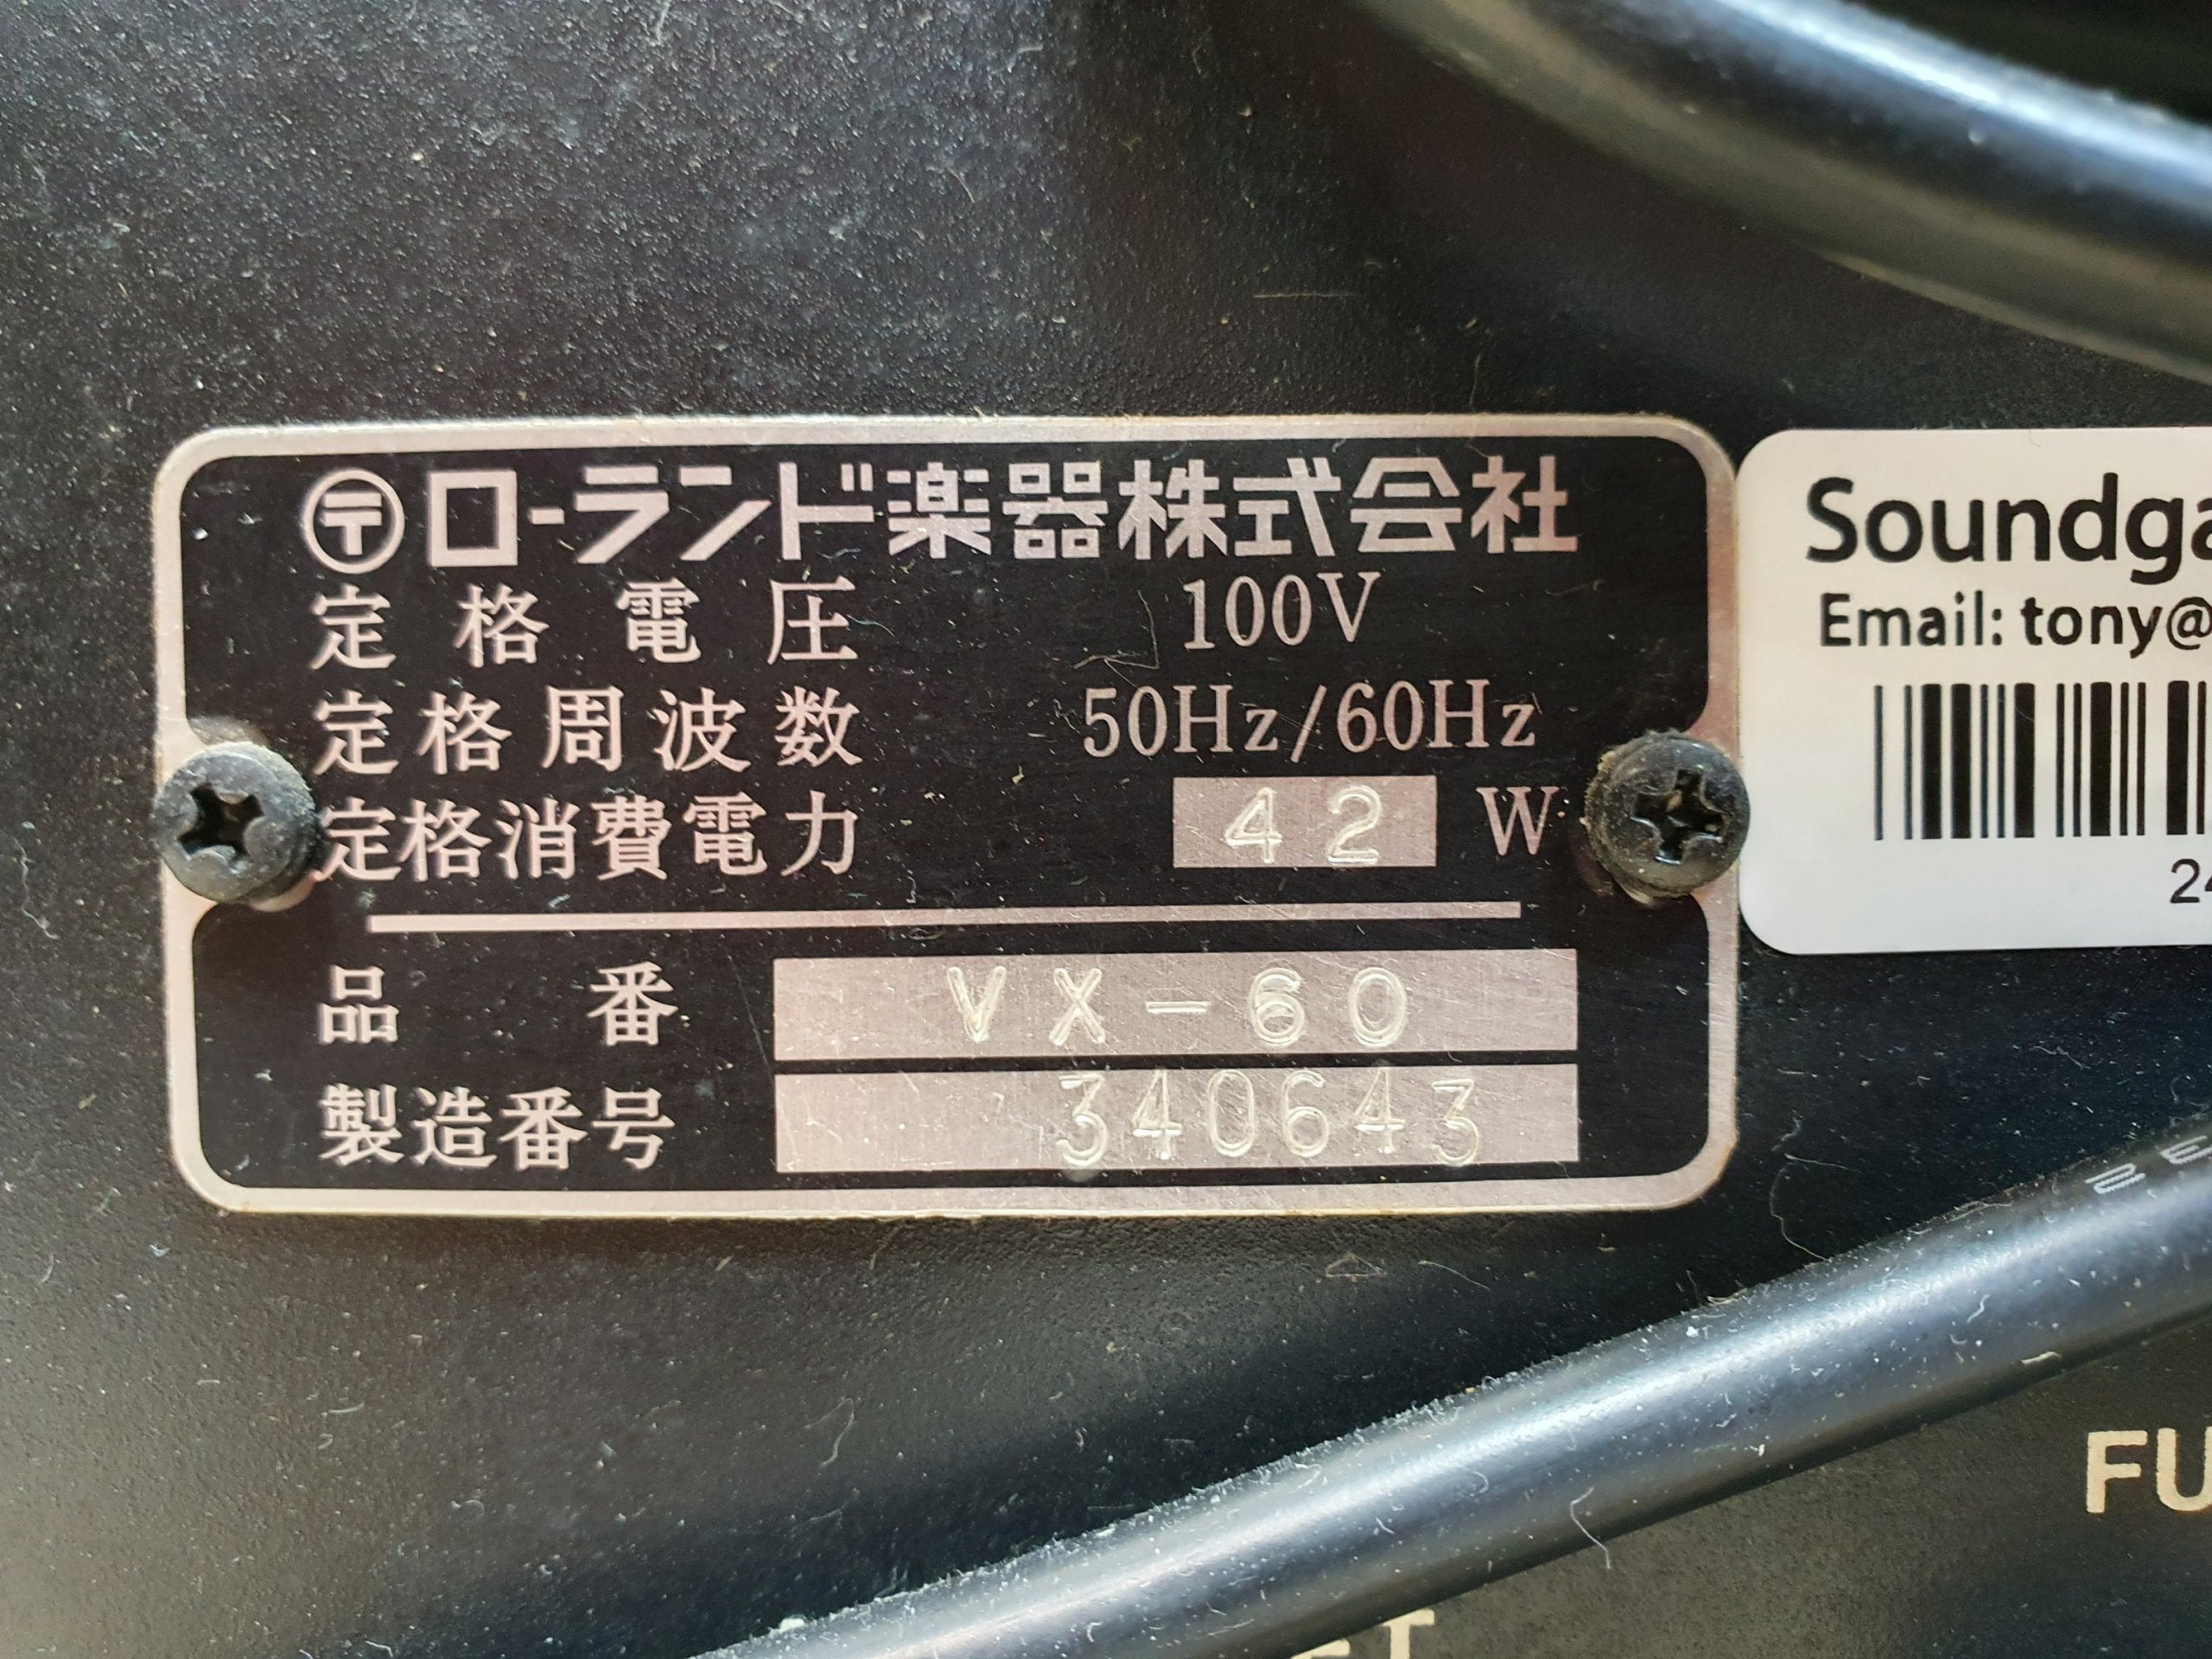 〶ローランド楽器株式会社
定格電圧 100V
定格周波数 50Hz/60Hz
定格消費電力 42 W
品番 VX-60
製造番号 340643
Soundga
Email: tony@
24
FU
ET